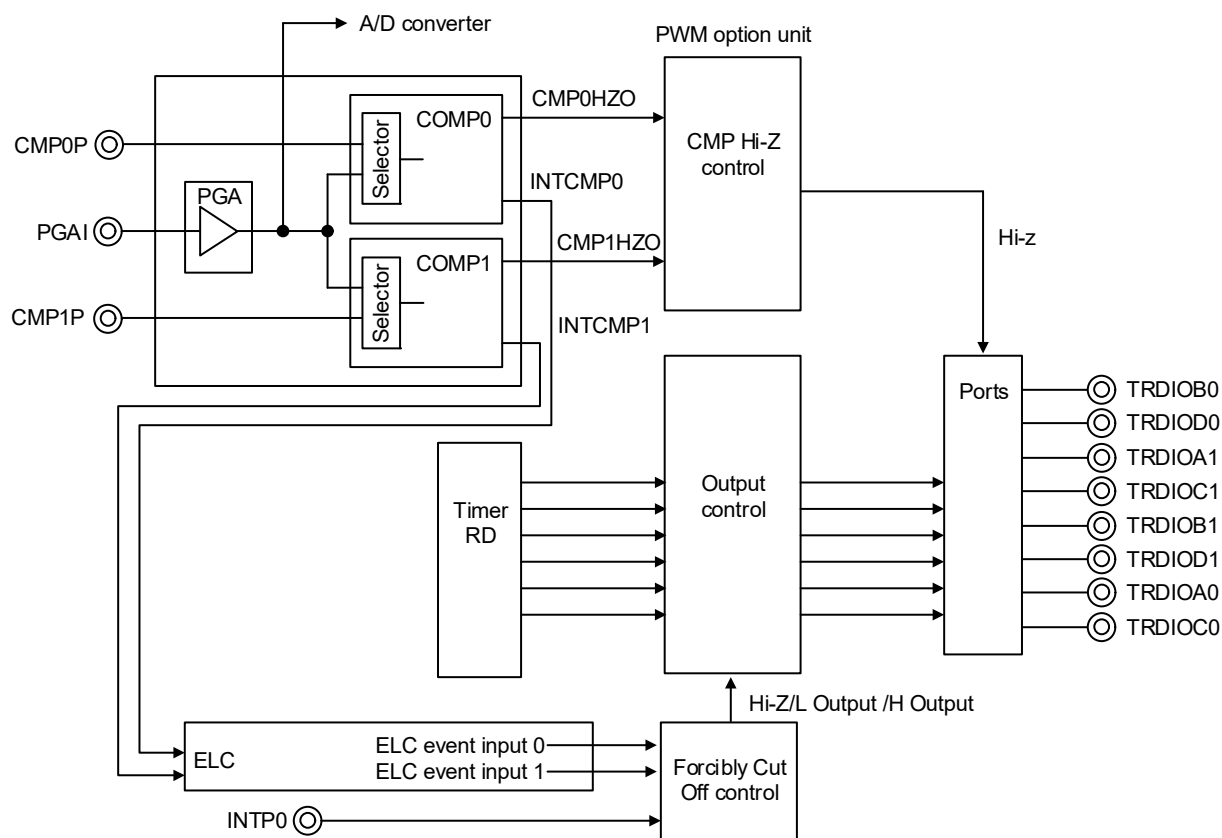 A/D converter
PWM option unit
CMP0P
PGAI
CMP1P
PGA
Selector
COMP0
Selector
COMP1
CMP0HZO
INTCMP0
CMP1HZO
INTCMP1
CMP Hi-Z
control
Hi-z
Timer
RD
Output
control
Ports
TRDIOB0
TRDIOD0
TRDIOA1
TRDIOC1
TRDIOB1
TRDIOD1
TRDIOA0
TRDIOC0
Hi-Z/L Output /H Output
ELC
ELC event input 0
ELC event input 1
Forcibly Cut
Off control
INTP0